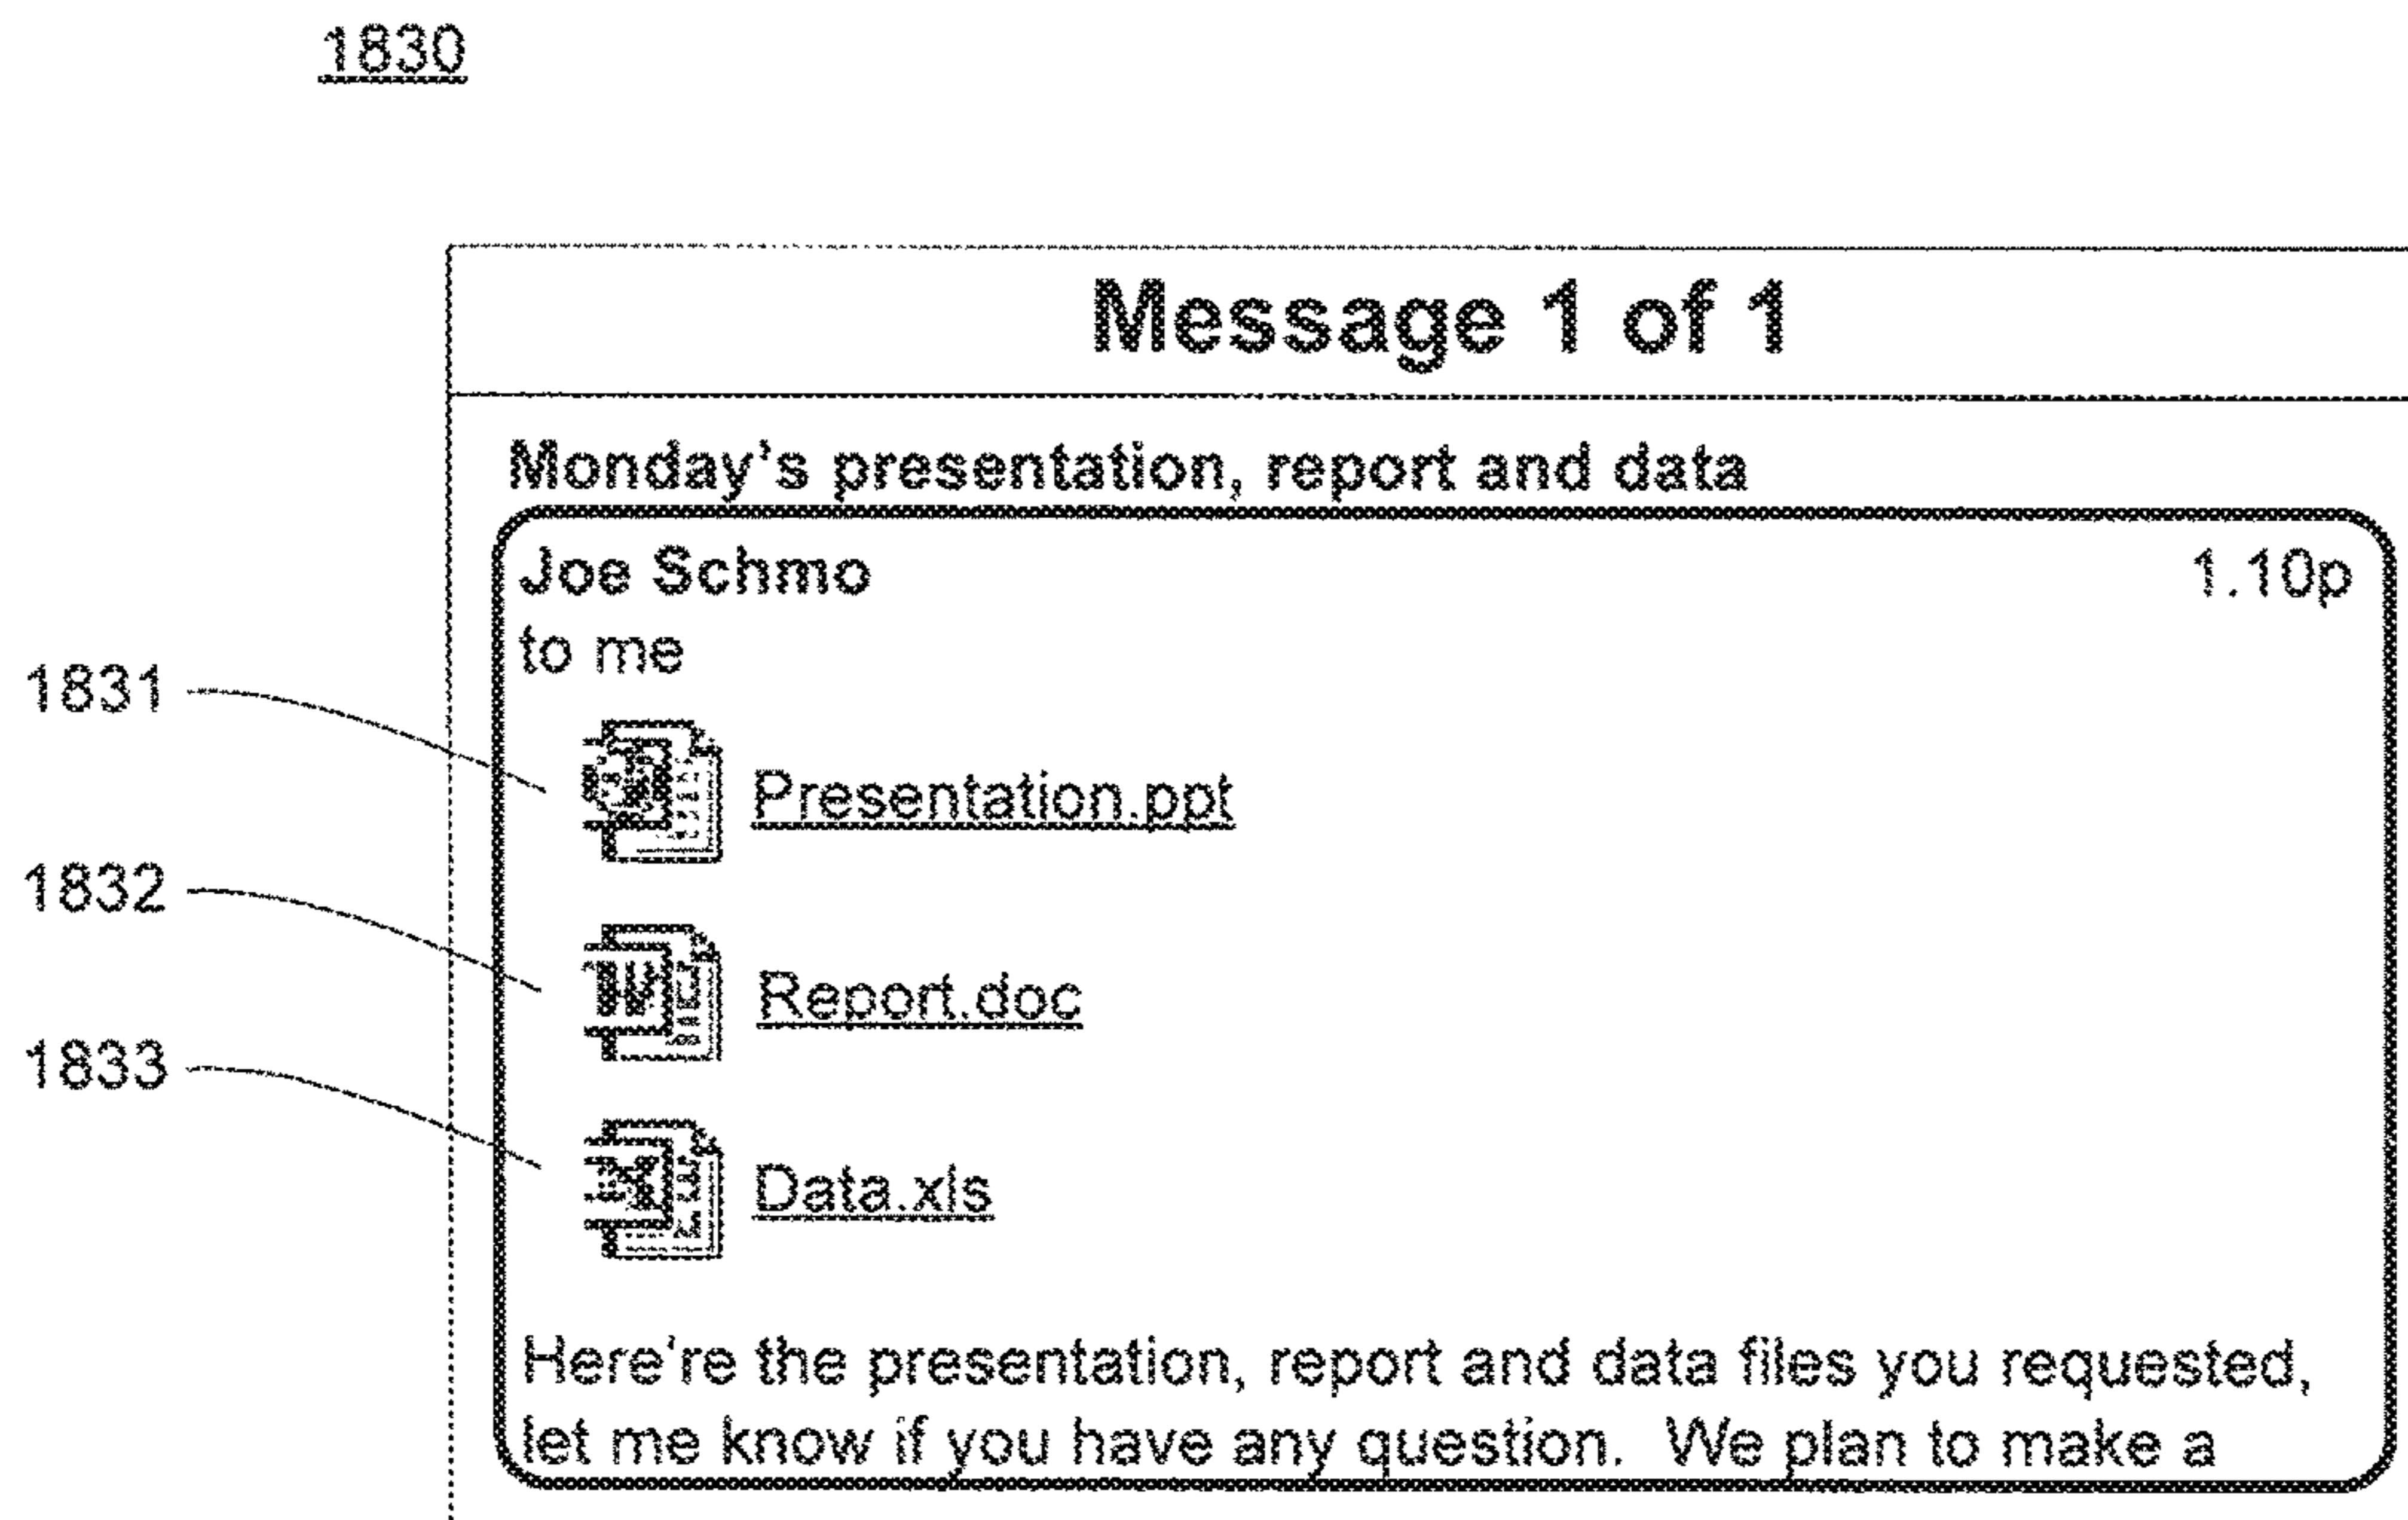 1830
Message 1 of 1
Monday's presentation, report and data
Joe Schmo 1.10p
to me
1831 Presentation.ppt
1832 Report.doc
1833 Data.xls
Here're the presentation, report and data files you requested,
let me know if you have any question. We plan to make a